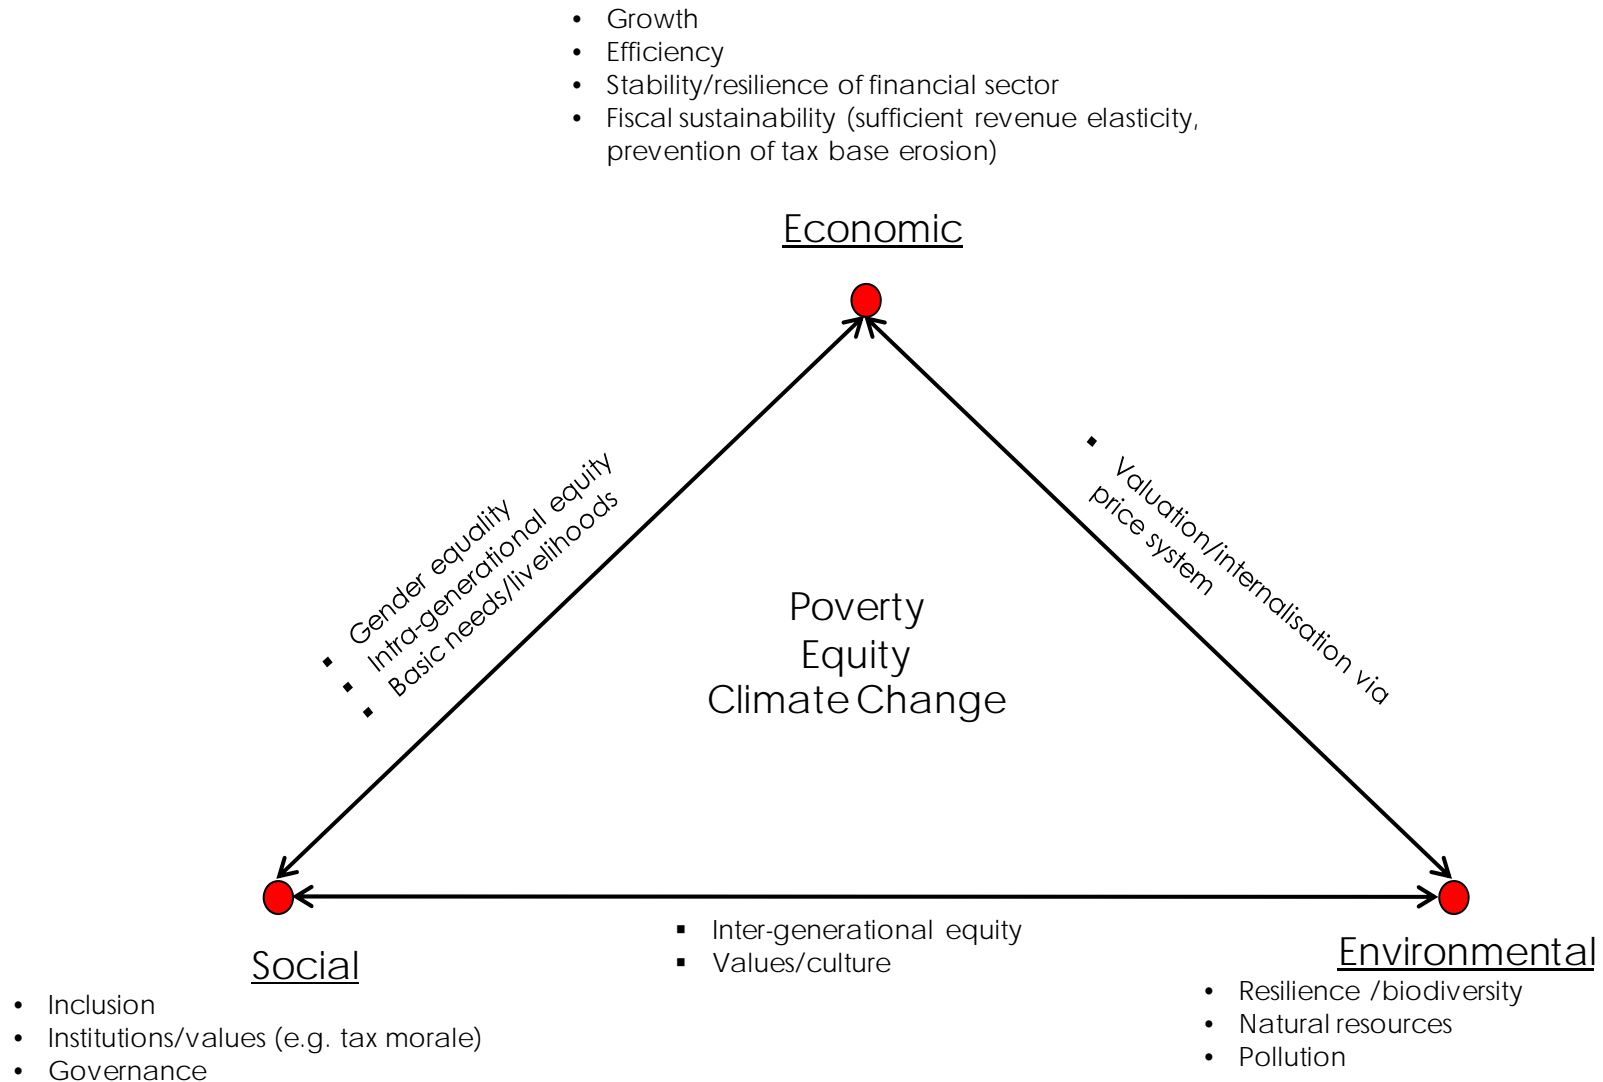 • Growth
• Efficiency
• Stability/resilience of financial sector
• Fiscal sustainability (sufficient revenue elasticity,
prevention of tax base erosion)
Economic
▪ Gender equality
▪ Intra-generational equity
▪ Basic needs/livelihoods
▪ Valuation/internalisation via
price system
Poverty
Equity
Climate Change
▪ Inter-generational equity
▪ Values/culture
Social
• Inclusion
• Institutions/values (e.g. tax morale)
• Governance
Environmental
• Resilience /biodiversity
• Natural resources
• Pollution